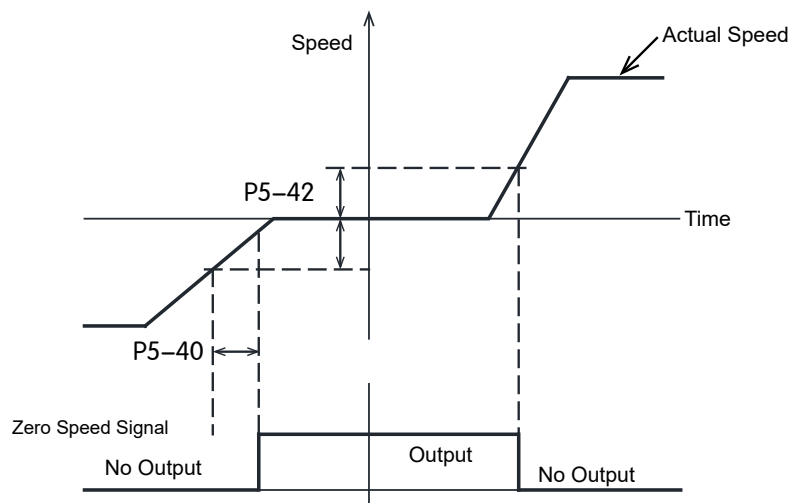 Speed
Actual Speed
P5-42
Time
P5-40
Zero Speed Signal
No Output
Output
No Output